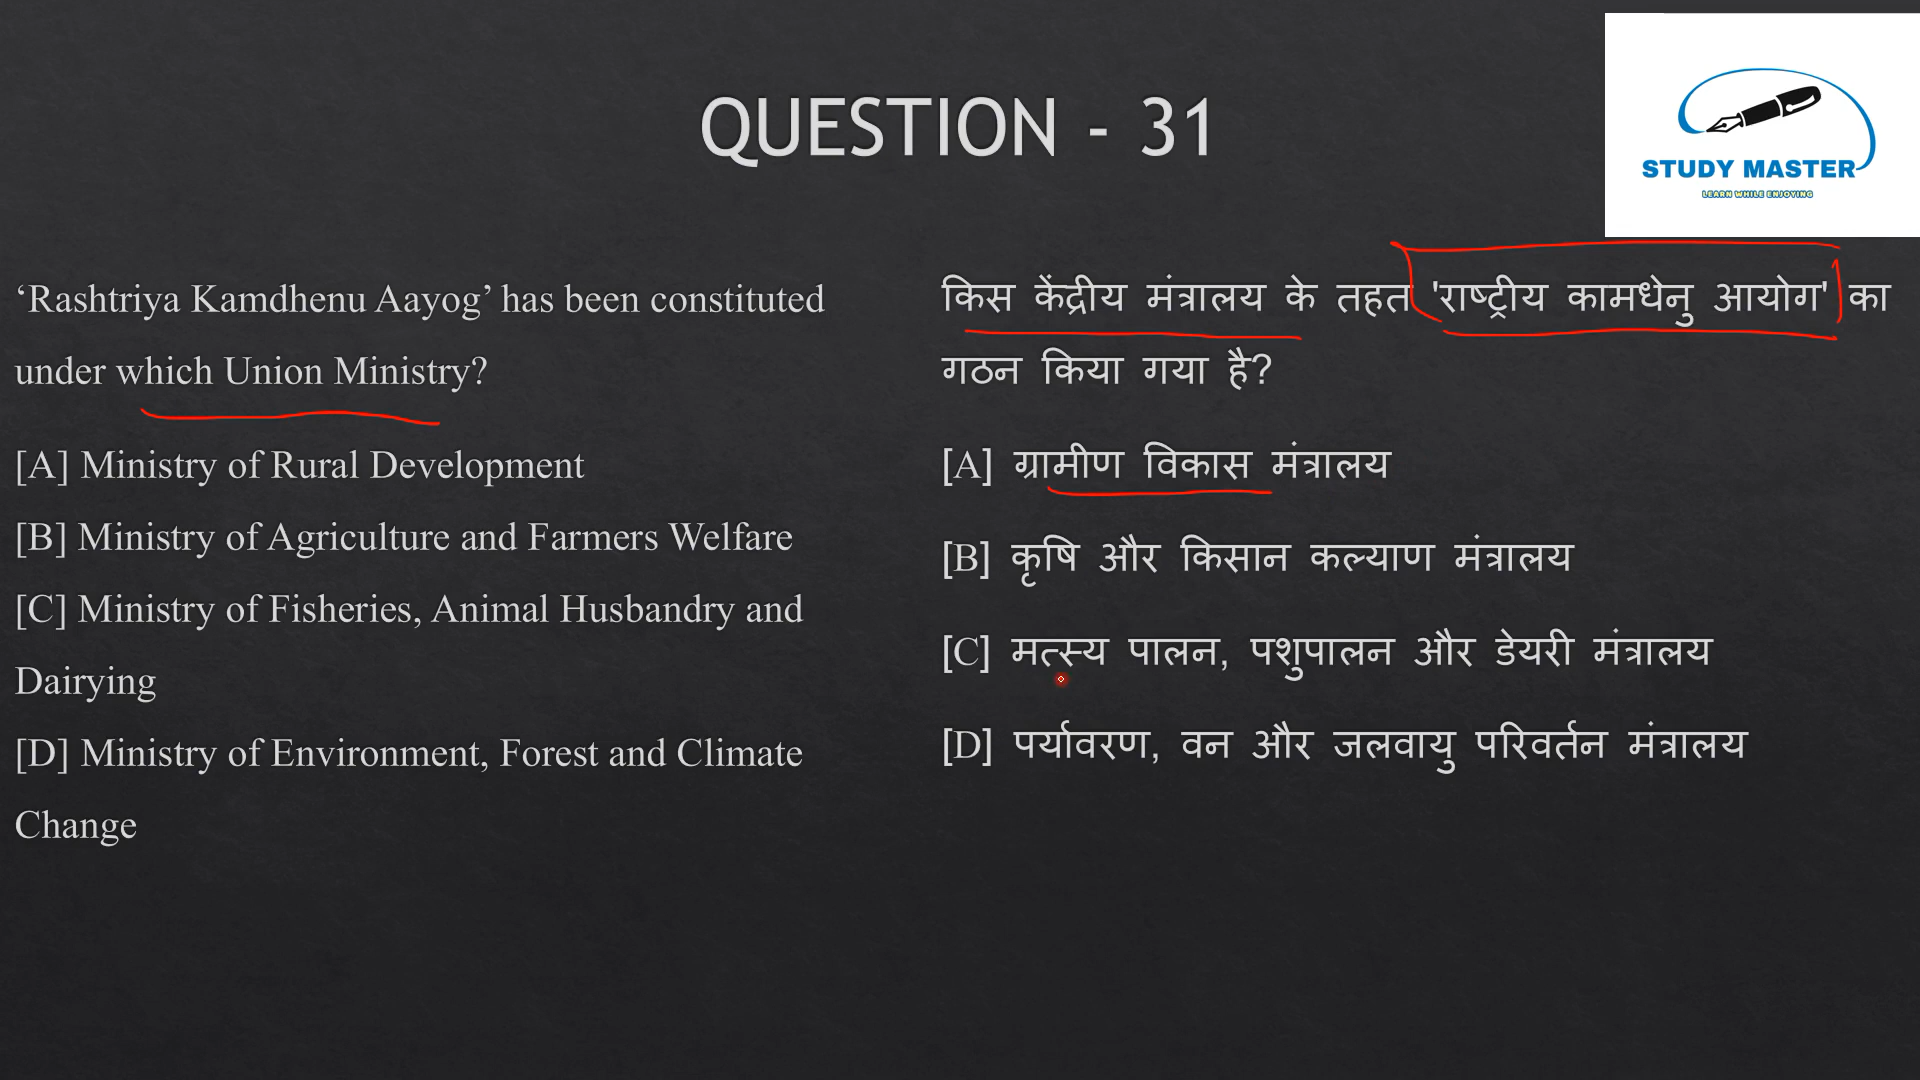 QUESTION - 31
STUDY MASTER
LEARN WHILE ENJOYING
‘Rashtriya Kamdhenu Aayog’ has been constituted
under which Union Ministry?
[A] Ministry of Rural Development
[B] Ministry of Agriculture and Farmers Welfare
[C] Ministry of Fisheries, Animal Husbandry and
Dairying
[D] Ministry of Environment, Forest and Climate
Change
किस केंद्रीय मंत्रालय के तहत 'राष्ट्रीय कामधेनु आयोग' का
गठन किया गया है?
[A] ग्रामीण विकास मंत्रालय
[B] कृषि और किसान कल्याण मंत्रालय
[C] मत्स्य पालन, पशुपालन और डेयरी मंत्रालय
[D] पर्यावरण, वन और जलवायु परिवर्तन मंत्रालय